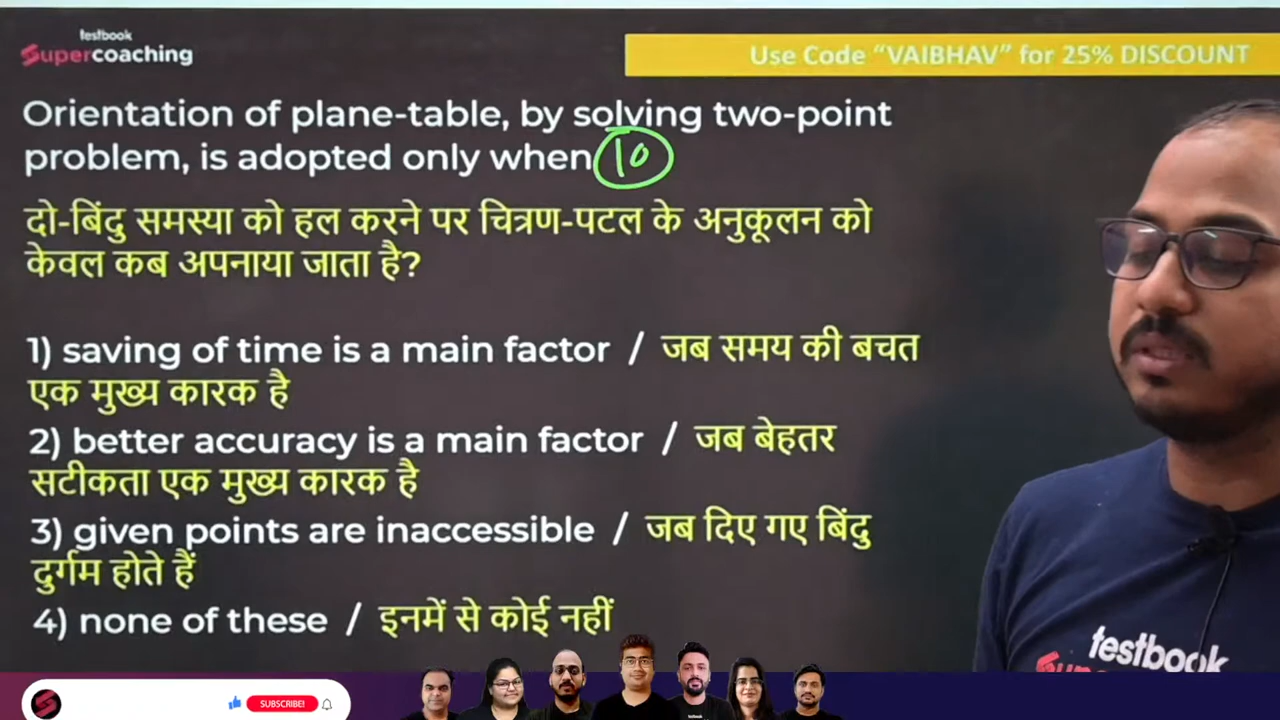 testbook
Supercoaching
Use Code “VAIBHAV” for 25% DISCOUNT
Orientation of plane-table, by solving two-point
problem, is adopted only when 10
दो-बिंदु समस्या को हल करने पर चित्रण-पटल के अनुकूलन को
केवल कब अपनाया जाता है?
1) saving of time is a main factor / जब समय की बचत
एक मुख्य कारक है
2) better accuracy is a main factor / जब बेहतर
सटीकता एक मुख्य कारक है
3) given points are inaccessible / जब दिए गए बिंदु
दुर्गम होते हैं
4) none of these / इनमें से कोई नहीं
testbook
SUBSCRIBE!
testbook